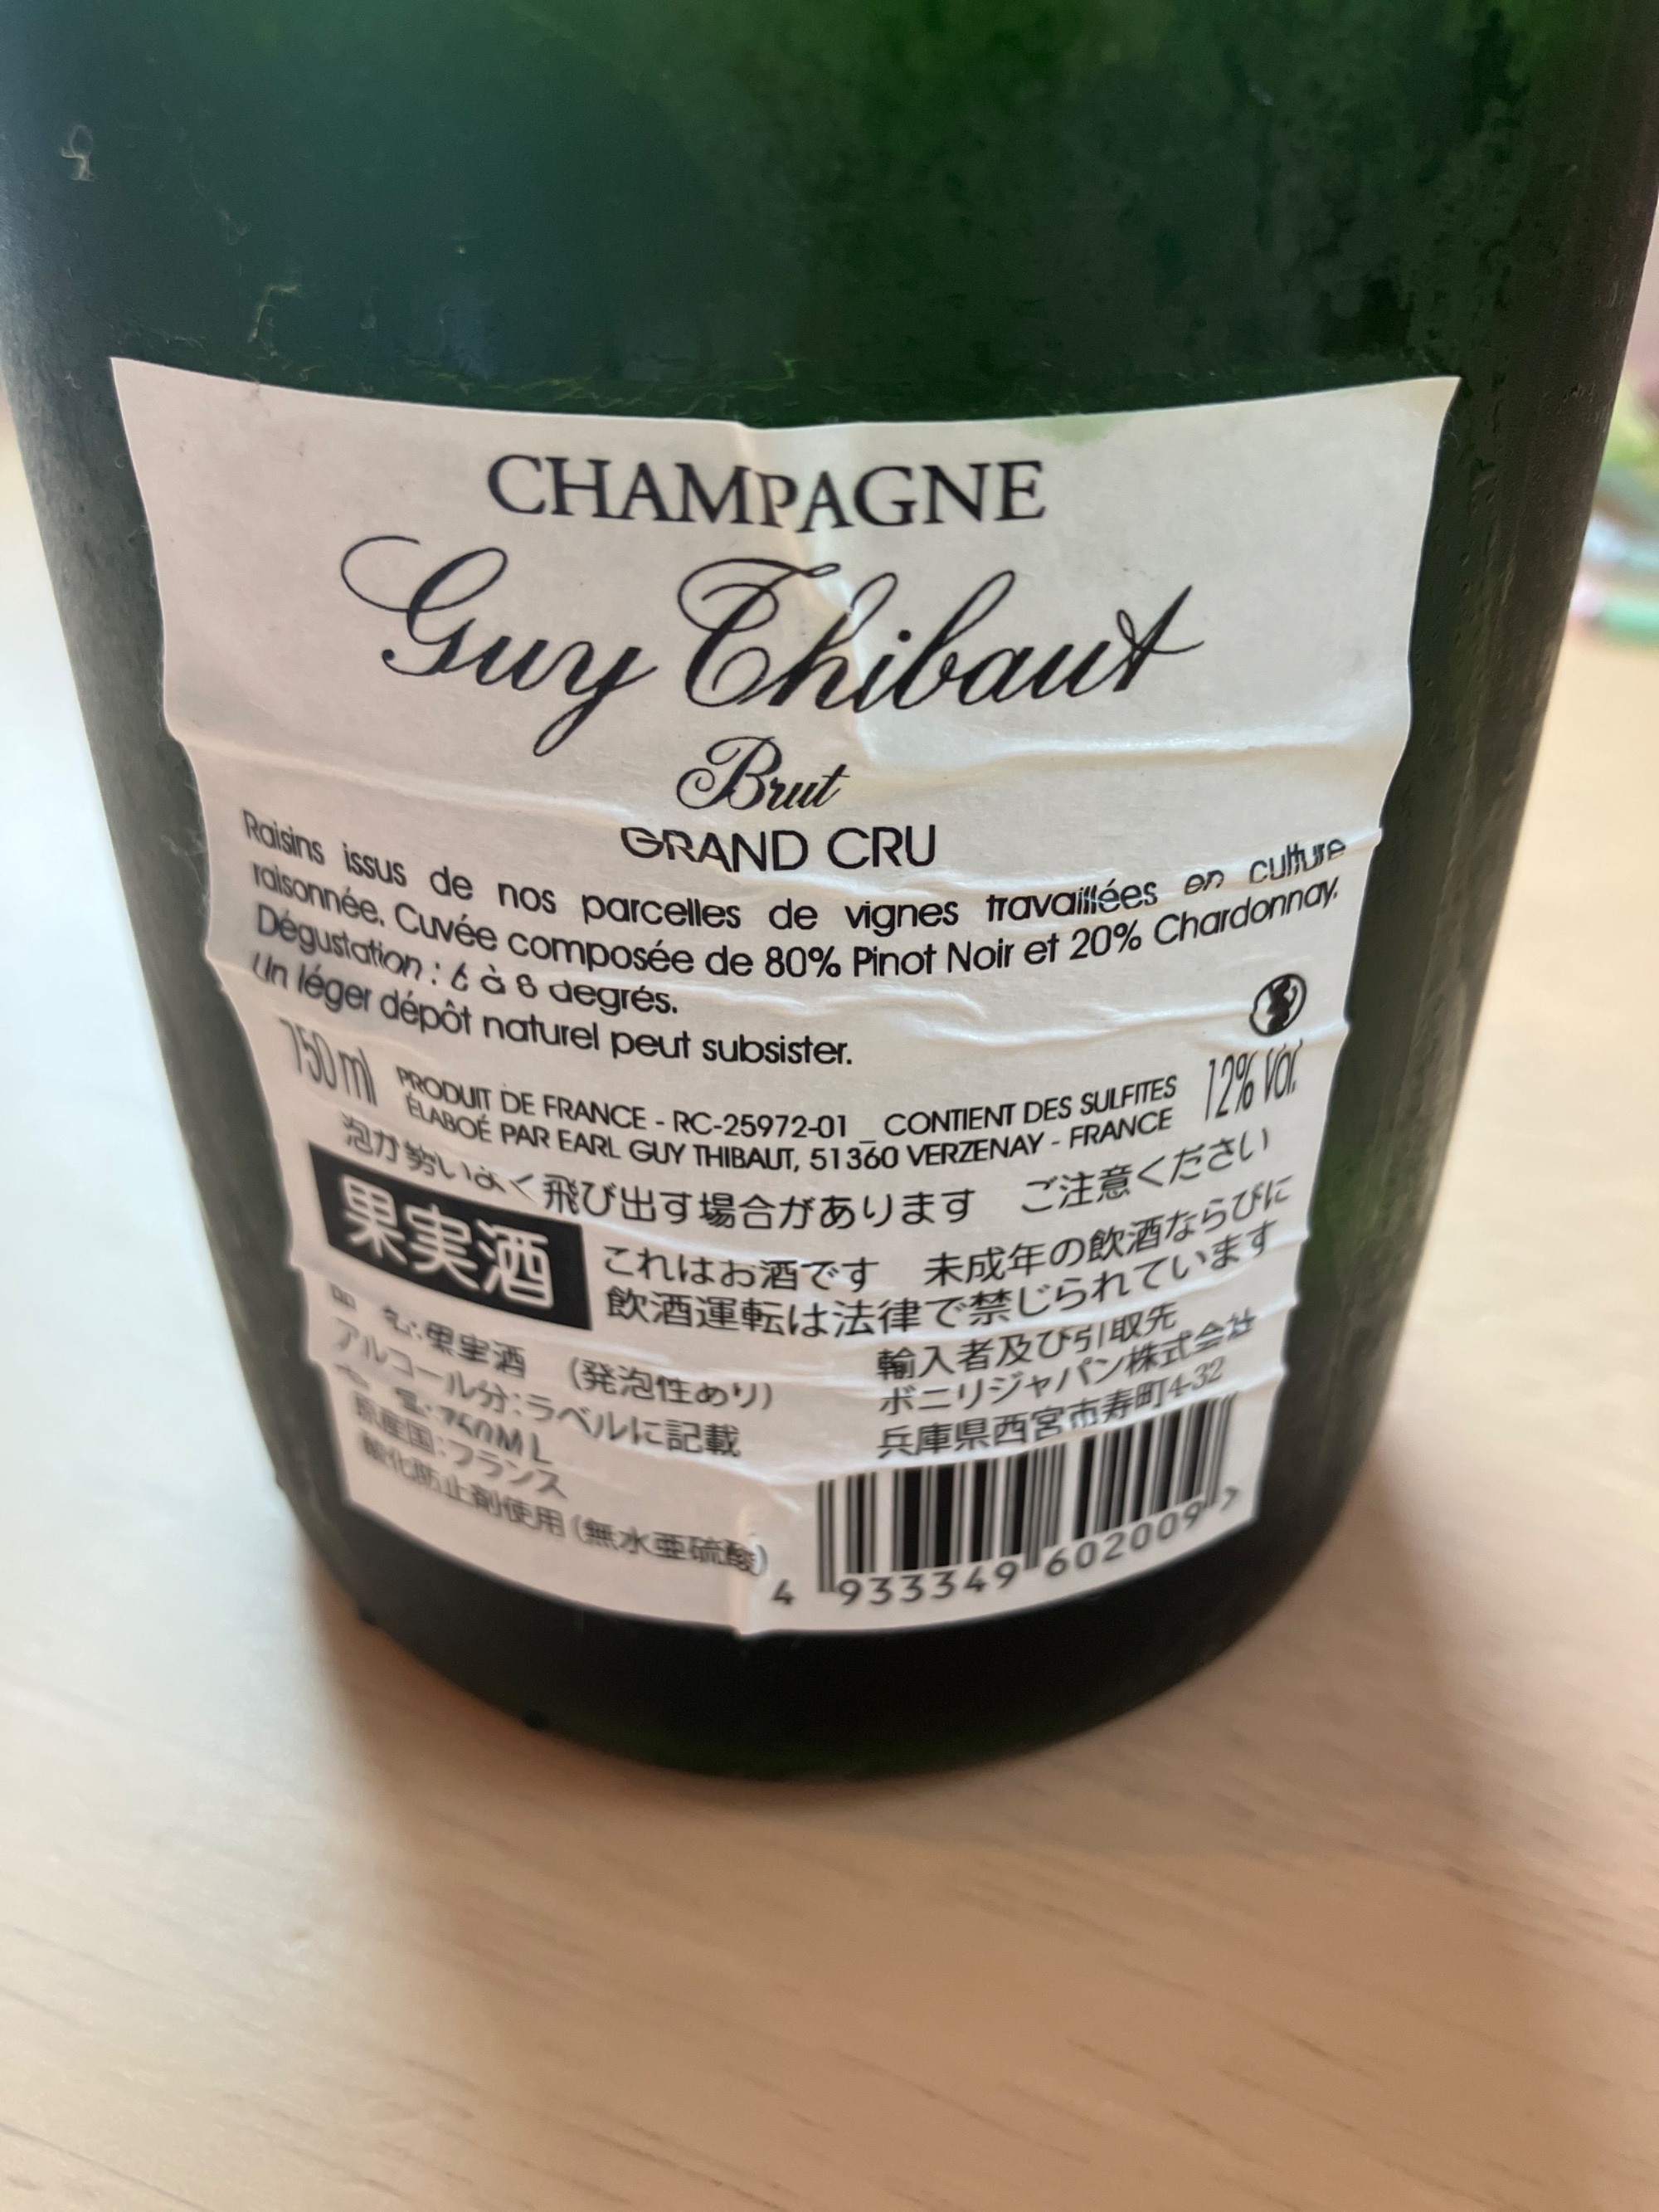 CHAMPAGNE
Guy Thibaut
Brut
GRAND CRU
Raisins issus de nos parcelles de vignes travaillées en culture
raisonnée. Cuvée composée de 80% Pinot Noir et 20% Chardonnay.
Dégustation : 6 à 8 degrés.
Un léger dépôt naturel peut subsister.
750 ml
PRODUIT DE FRANCE - RC-25972-01 _ CONTIENT DES SULFITES
ÉLABOÉ PAR EARL GUY THIBAUT, 51360 VERZENAY - FRANCE
12% Vol.
泡が勢いよく飛び出す場合があります ご注意ください
果実酒
これはお酒です 未成年の飲酒ならびに
飲酒運転は法律で禁じられています
品 名:果実酒 (発泡性あり)
アルコール分:ラベルに記載
750ML
原産国:フランス
酸化防止剤使用(無水亜硫酸)
輸入者及び引取先
ボニリジャパン株式会社
兵庫県西宮市寿町4-32
4 933349 602009 >